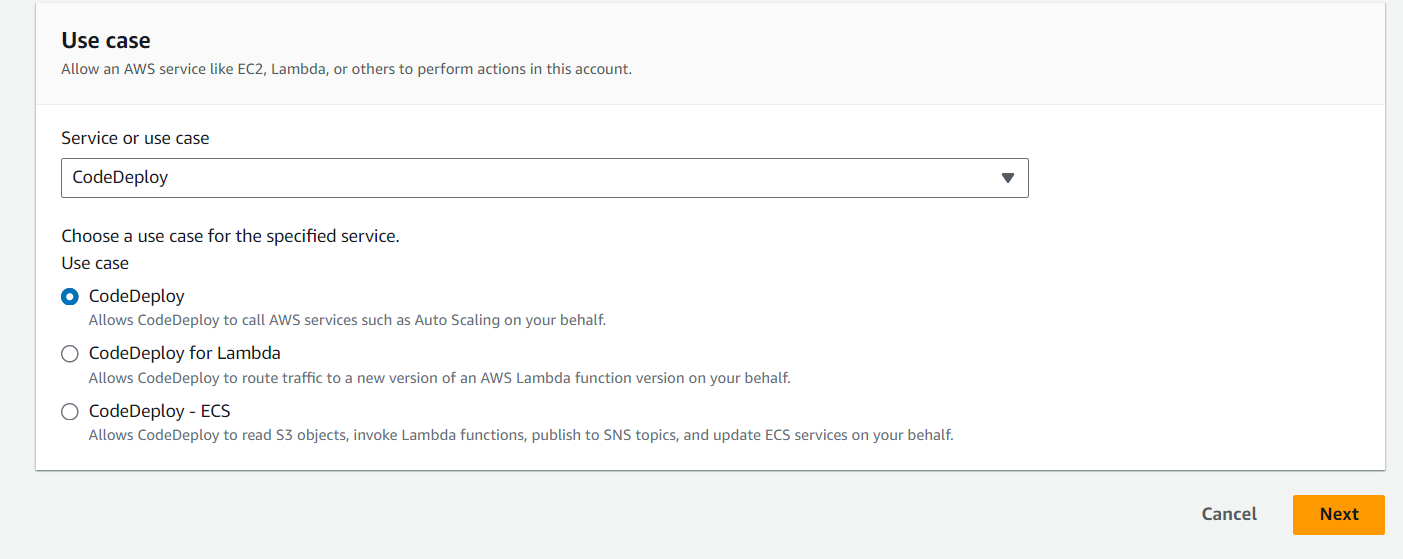 Use case
Allow an AWS service like EC2, Lambda, or others to perform actions in this account.
Service or use case
CodeDeploy
Choose a use case for the specified service.
Use case
CodeDeploy
Allows CodeDeploy to call AWS services such as Auto Scaling on your behalf.
CodeDeploy for Lambda
Allows CodeDeploy to route traffic to a new version of an AWS Lambda function version on your behalf.
CodeDeploy - ECS
Allows CodeDeploy to read S3 objects, invoke Lambda functions, publish to SNS topics, and update ECS services on your behalf.
Cancel Next